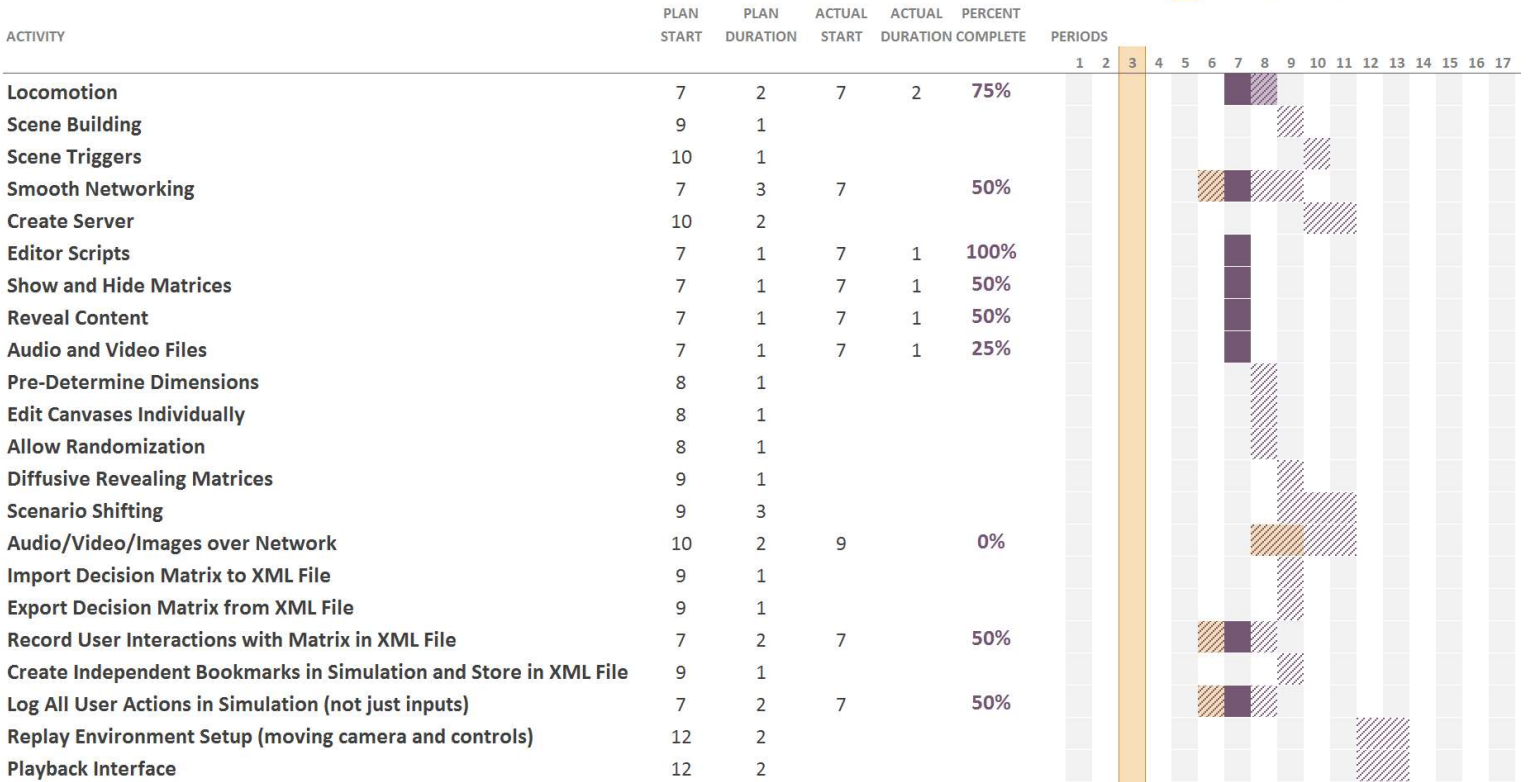 PLAN PLAN ACTUAL ACTUAL PERCENT
ACTIVITY START DURATION START DURATION COMPLETE PERIODS
1 2 3 4 5 6 7 8 9 10 11 12 13 14 15 16 17
Locomotion 7 2 7 2 75%
Scene Building 9 1
Scene Triggers 10 1
Smooth Networking 7 3 7 50%
Create Server 10 2
Editor Scripts 7 1 7 1 100%
Show and Hide Matrices 7 1 7 1 50%
Reveal Content 7 1 7 1 50%
Audio and Video Files 7 1 7 1 25%
Pre-Determine Dimensions 8 1
Edit Canvases Individually 8 1
Allow Randomization 8 1
Diffusive Revealing Matrices 9 1
Scenario Shifting 9 3
Audio/Video/Images over Network 10 2 9 0%
Import Decision Matrix to XML File 9 1
Export Decision Matrix from XML File 9 1
Record User Interactions with Matrix in XML File 7 2 7 50%
Create Independent Bookmarks in Simulation and Store in XML File 9 1
Log All User Actions in Simulation (not just inputs) 7 2 7 50%
Replay Environment Setup (moving camera and controls) 12 2
Playback Interface 12 2